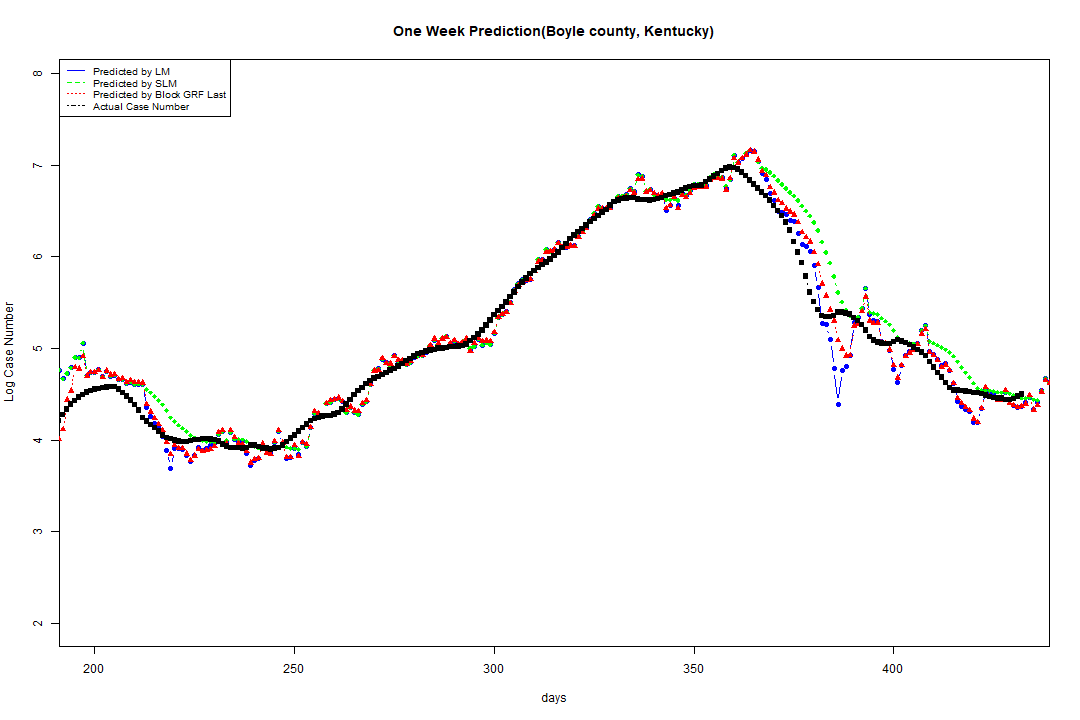 One Week Prediction(Boyle county, Kentucky)
Predicted by LM
Predicted by SLM
Predicted by Block GRF Last
Actual Case Number
8
7
6
5
4
3
2
Log Case Number
200 250 300 350 400
days